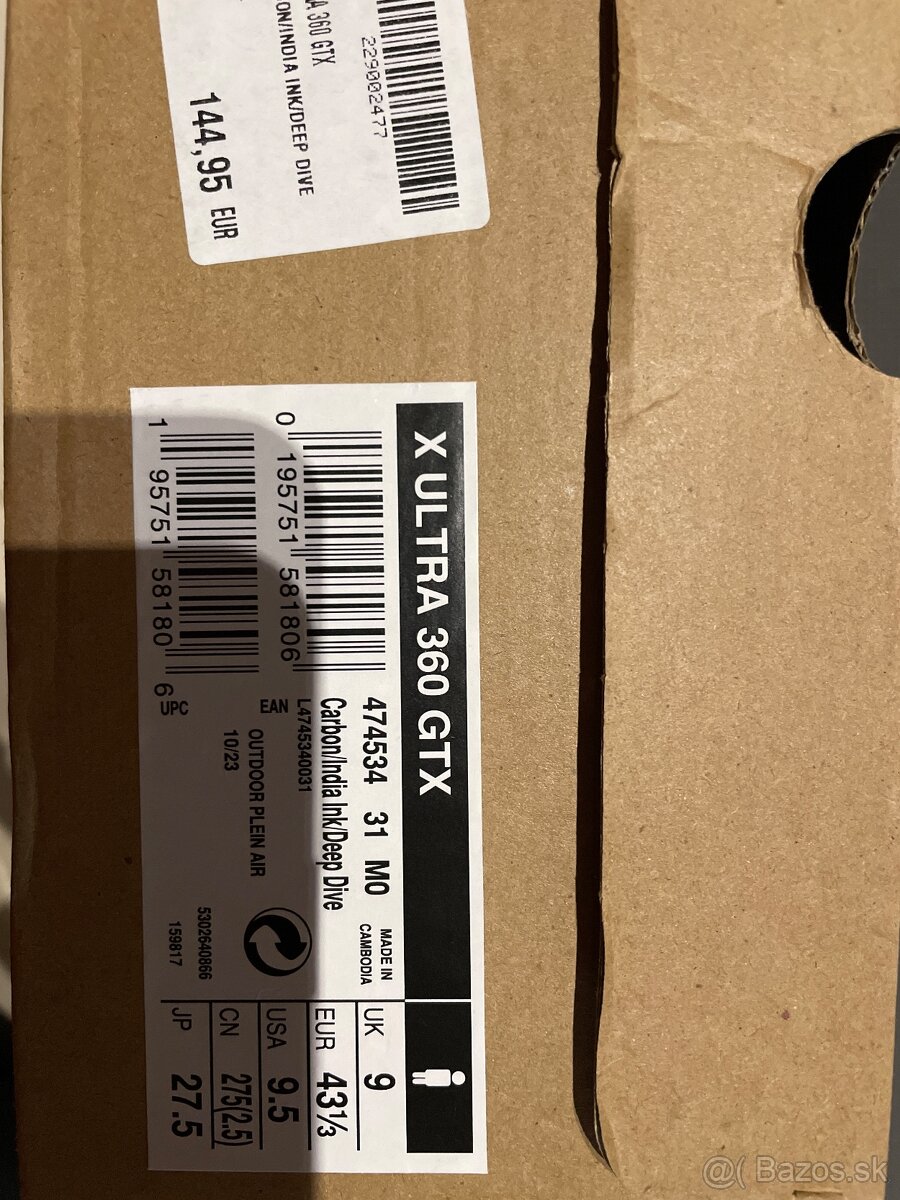 360 GTX
ON/INDIA INK/DEEP DIVE
144,95 EUR
229002477
X ULTRA 360 GTX
0 195751 581806
EAN
1 95751 58180 6
UPC
474534 31 M0
MADE IN
CAMBODIA
Carbon/India Ink/Deep Dive
L4745340031
OUTDOOR PLEIN AIR
10/23
5302640866
159817
UK 9
EUR 43⅓
USA 9.5
CN 275(2.5)
JP 27.5
@( Bazos.sk